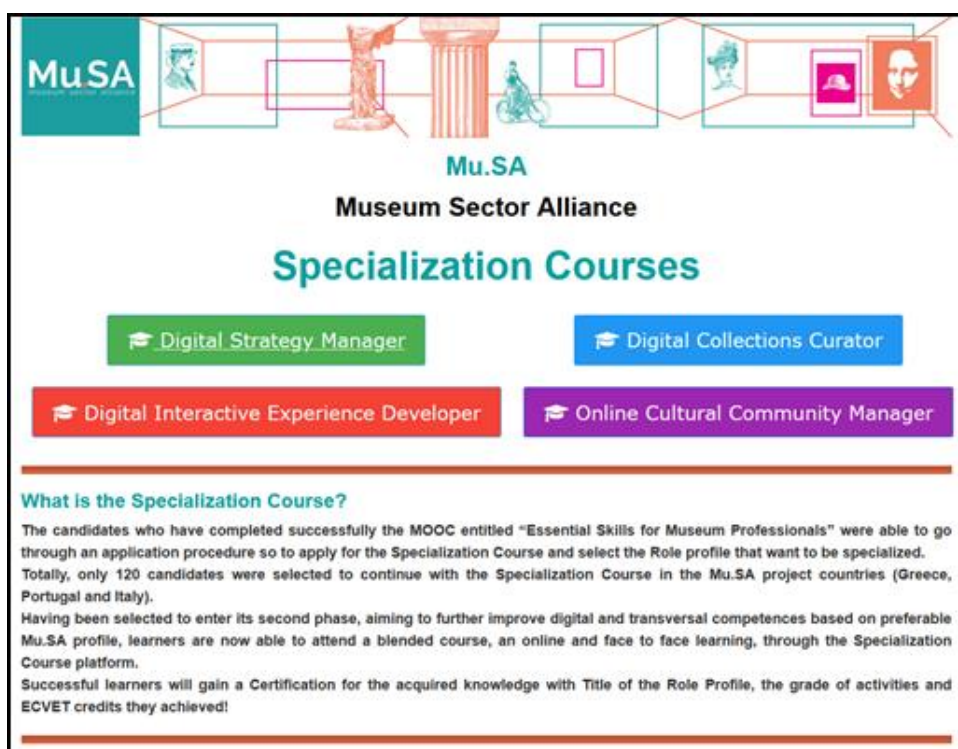 Mu.SA
museum sector alliance
Mu.SA
Museum Sector Alliance
Specialization Courses
Digital Strategy Manager
Digital Collections Curator
Digital Interactive Experience Developer
Online Cultural Community Manager
What is the Specialization Course?
The candidates who have completed successfully the MOOC entitled “Essential Skills for Museum Professionals” were able to go
through an application procedure so to apply for the Specialization Course and select the Role profile that want to be specialized.
Totally, only 120 candidates were selected to continue with the Specialization Course in the Mu.SA project countries (Greece,
Portugal and Italy).
Having been selected to enter its second phase, aiming to further improve digital and transversal competences based on preferable
Mu.SA profile, learners are now able to attend a blended course, an online and face to face learning, through the Specialization
Course platform.
Successful learners will gain a Certification for the acquired knowledge with Title of the Role Profile, the grade of activities and
ECVET credits they achieved!